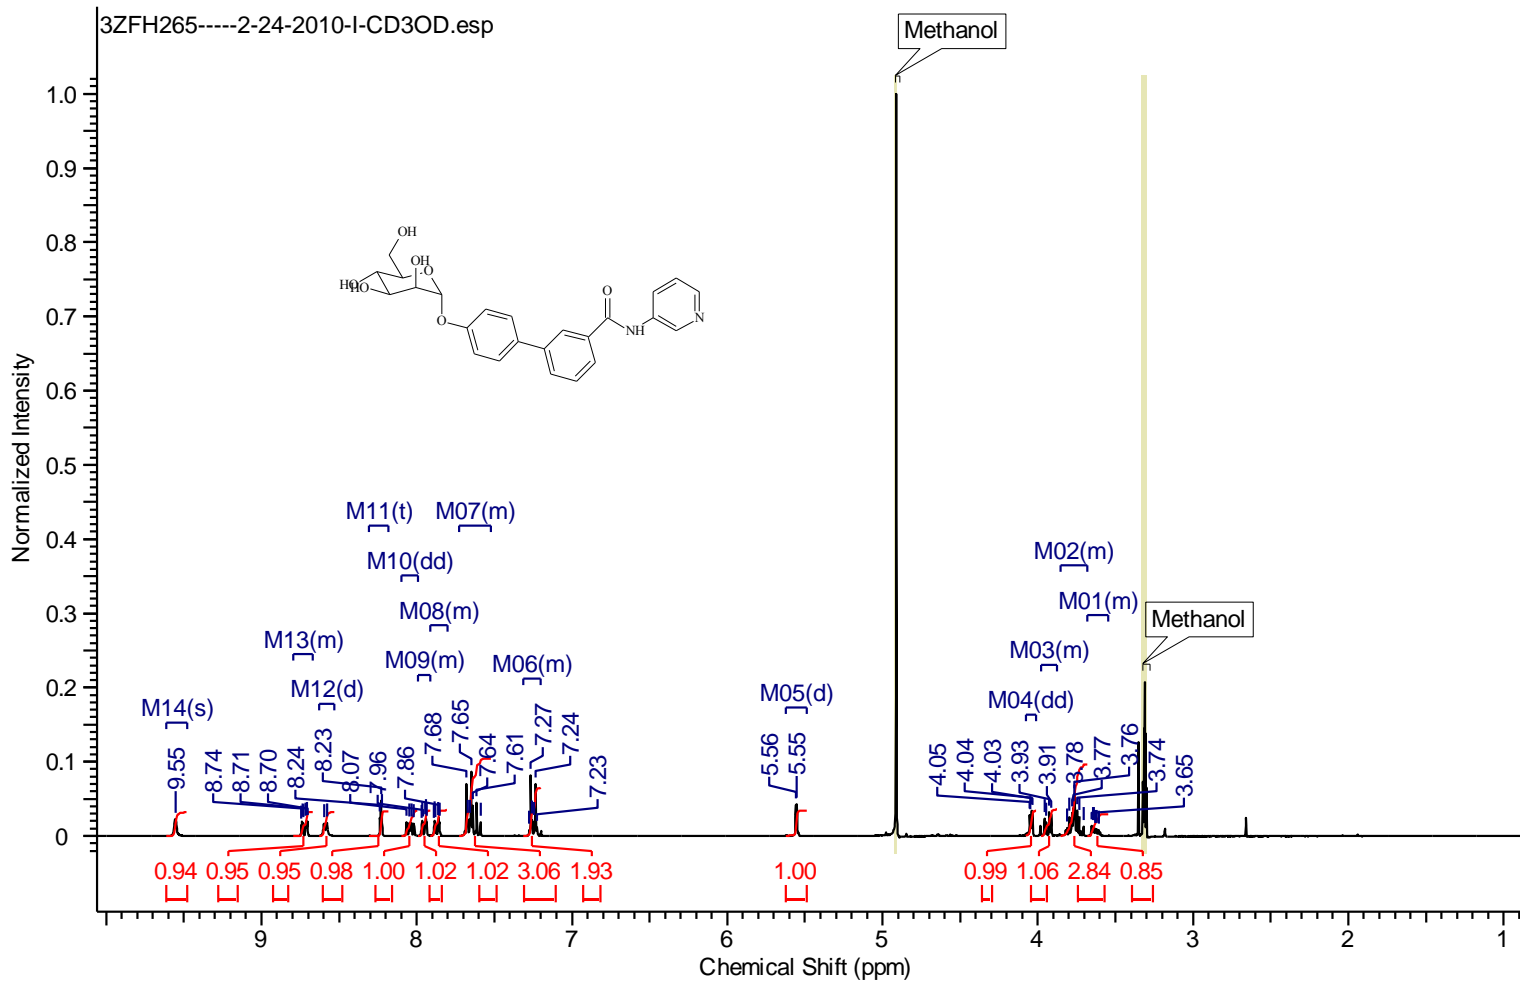 3ZFH265-----2-24-2010-I-CD3OD.esp
Methanol
Methanol
OH
OH
O
HO
HO
O
O
NH
N
M11(t)
M07(m)
M10(dd)
M02(m)
M08(m)
M01(m)
M13(m)
M09(m)
M06(m)
M03(m)
M12(d)
M05(d)
M04(dd)
M14(s)
9.55
8.74
8.71
8.70
8.24
8.23
8.07
7.96
7.86
7.68
7.65
7.64
7.61
7.27
7.24
7.23
5.56
5.55
4.05
4.04
4.03
3.93
3.91
3.78
3.77
3.76
3.74
3.65
0.94 0.95 0.95 0.98 1.00 1.02 1.02 3.06 1.93 1.00 0.99 1.06 2.84 0.85
1.0
0.9
0.8
0.7
0.6
0.5
0.4
0.3
0.2
0.1
0
Normalized Intensity
9 8 7 6 5 4 3 2 1
Chemical Shift (ppm)